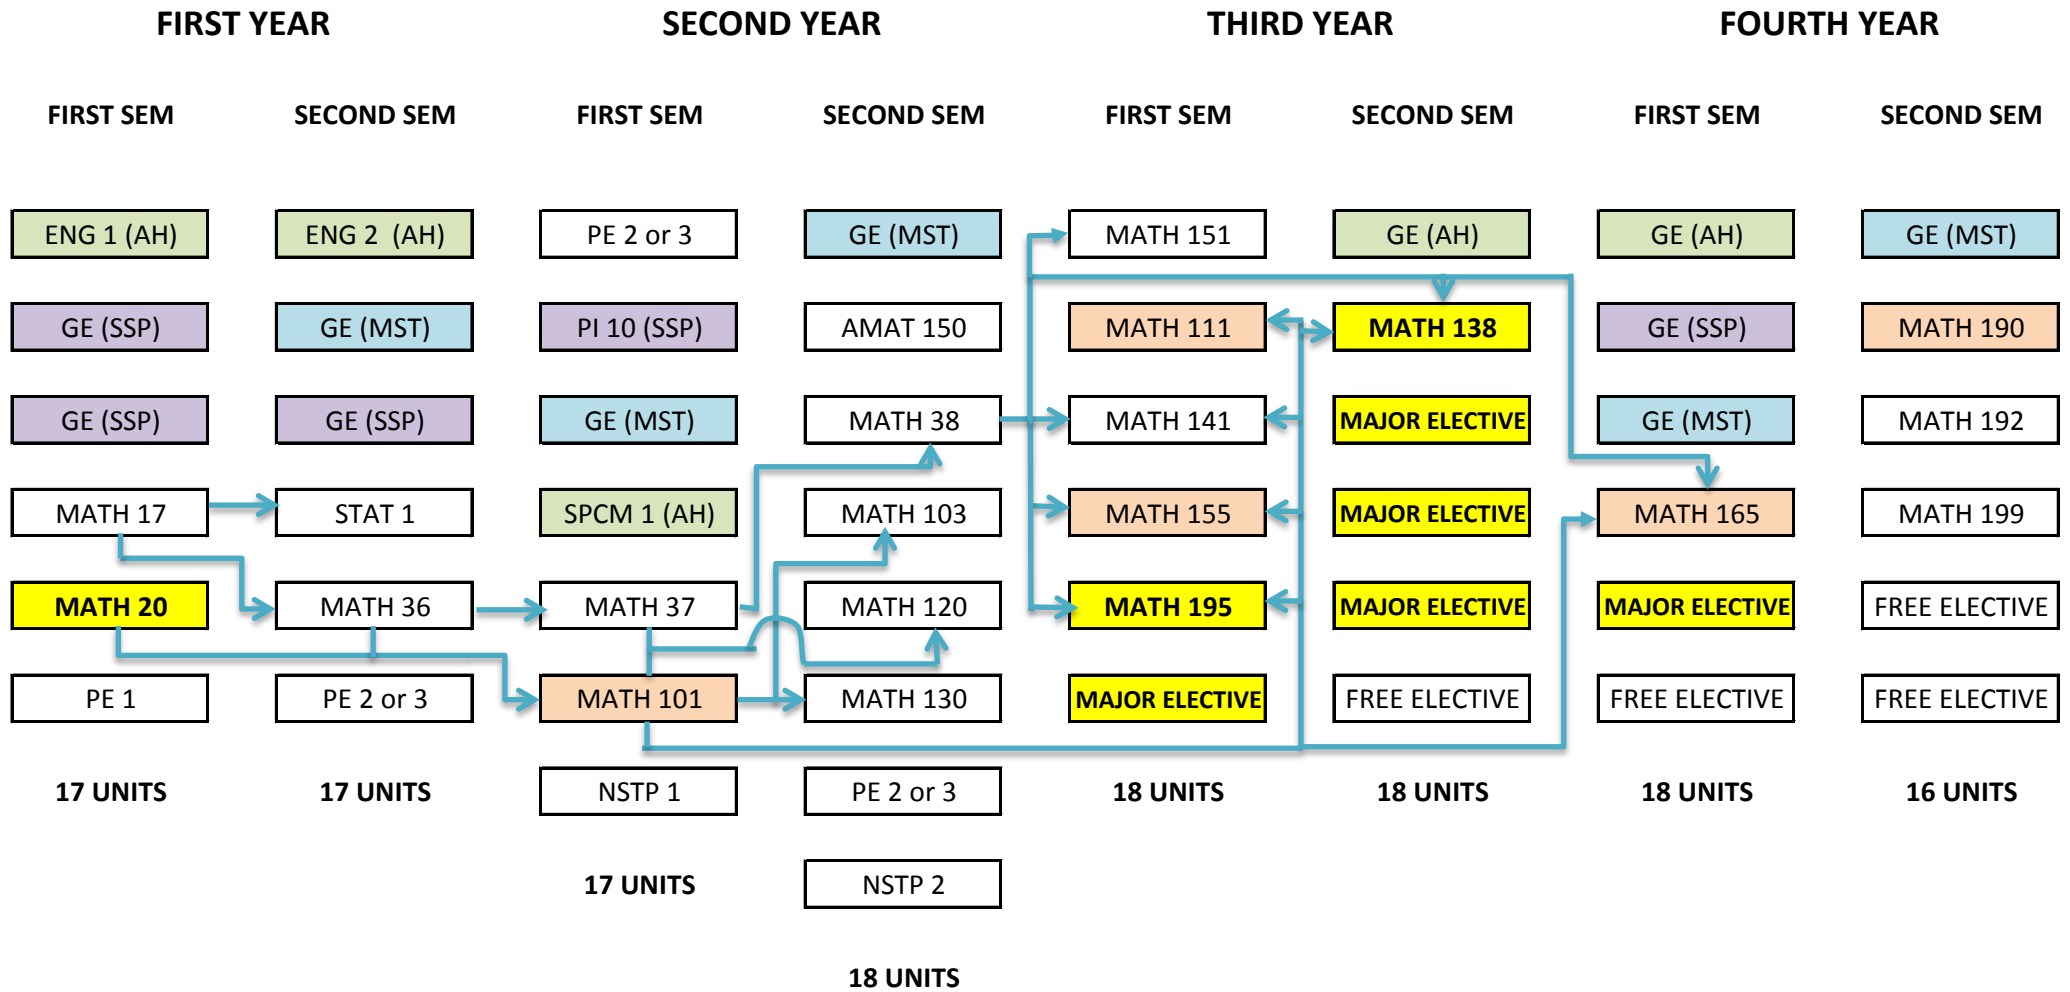 FIRST YEAR
SECOND YEAR
THIRD YEAR
FOURTH YEAR
FIRST SEM
SECOND SEM
FIRST SEM
SECOND SEM
FIRST SEM
SECOND SEM
FIRST SEM
SECOND SEM
ENG 1 (AH)
ENG 2 (AH)
PE 2 or 3
GE (MST)
MATH 151
GE (AH)
GE (AH)
GE (MST)
GE (SSP)
GE (MST)
PI 10 (SSP)
AMAT 150
MATH 111
MATH 138
GE (SSP)
MATH 190
GE (SSP)
GE (SSP)
GE (MST)
MATH 38
MATH 141
MAJOR ELECTIVE
GE (MST)
MATH 192
MATH 17
STAT 1
SPCM 1 (AH)
MATH 103
MATH 155
MAJOR ELECTIVE
MATH 165
MATH 199
MATH 20
MATH 36
MATH 37
MATH 120
MATH 195
MAJOR ELECTIVE
MAJOR ELECTIVE
FREE ELECTIVE
PE 1
PE 2 or 3
MATH 101
MATH 130
MAJOR ELECTIVE
FREE ELECTIVE
FREE ELECTIVE
FREE ELECTIVE
17 UNITS
17 UNITS
NSTP 1
PE 2 or 3
18 UNITS
18 UNITS
18 UNITS
16 UNITS
17 UNITS
NSTP 2
18 UNITS